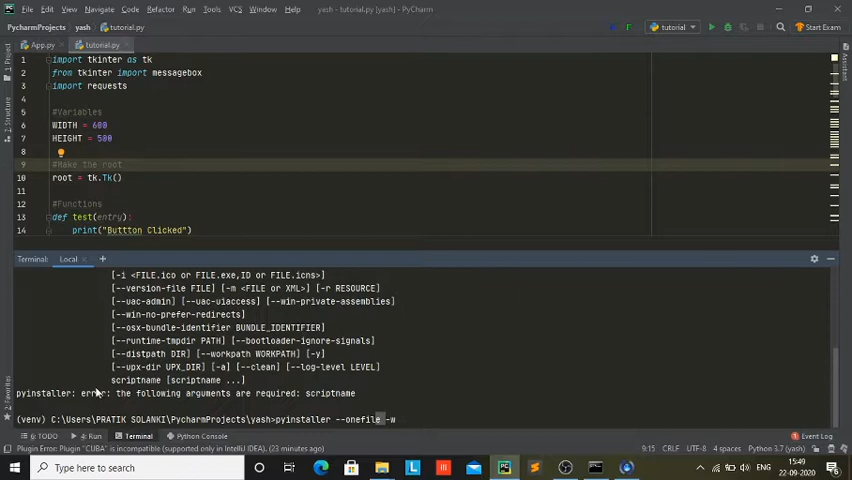 File Edit View Navigate Code Refactor Run Tools VCS Window Help yash - tutorial.py - PyCharm
PycharmProjects yash tutorial.py tutorial Start Exam
App.py tutorial.py
1: Project
7: Structure
2: Favorites
Assistant
1 import tkinter as tk
2 from tkinter import messagebox
3 import requests
4
5 #Variables
6 WIDTH = 600
7 HEIGHT = 500
8
9 #Make the root
10 root = tk.Tk()
11
12 #Functions
13 def test(entry):
14 print("Buttton Clicked")
Terminal: Local +
[-i <FILE.ico or FILE.exe,ID or FILE.icns>]
[--version-file FILE] [-m <FILE or XML>] [-r RESOURCE]
[--uac-admin] [--uac-uiaccess] [--win-private-assemblies]
[--win-no-prefer-redirects]
[--osx-bundle-identifier BUNDLE_IDENTIFIER]
[--runtime-tmpdir PATH] [--bootloader-ignore-signals]
[--distpath DIR] [--workpath WORKPATH] [-y]
[--upx-dir UPX_DIR] [-a] [--clean] [--log-level LEVEL]
scriptname [scriptname ...]
pyinstaller: error: the following arguments are required: scriptname
(venv) C:\Users\PRATIK SOLANKI\PycharmProjects\yash>pyinstaller --onefile -w
6: TODO 4: Run Terminal Python Console Event Log
Plugin Error: Plugin "CUBA" is incompatible (supported only in IntelliJ IDEA). (23 minutes ago) 9:15 CRLF UTF-8 4 spaces Python 3.7 (yash)
Type here to search ENG 15:49
22-09-2020